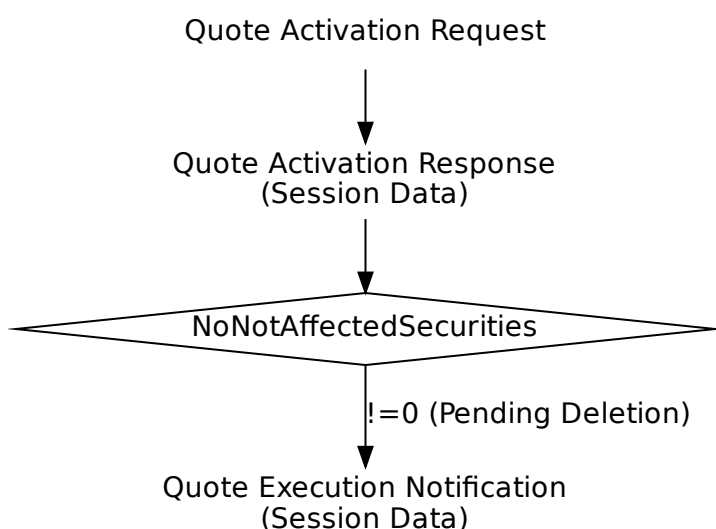 Quote Activation Request
Quote Activation Response
(Session Data)
NoNotAffectedSecurities
!=0 (Pending Deletion)
Quote Execution Notification
(Session Data)